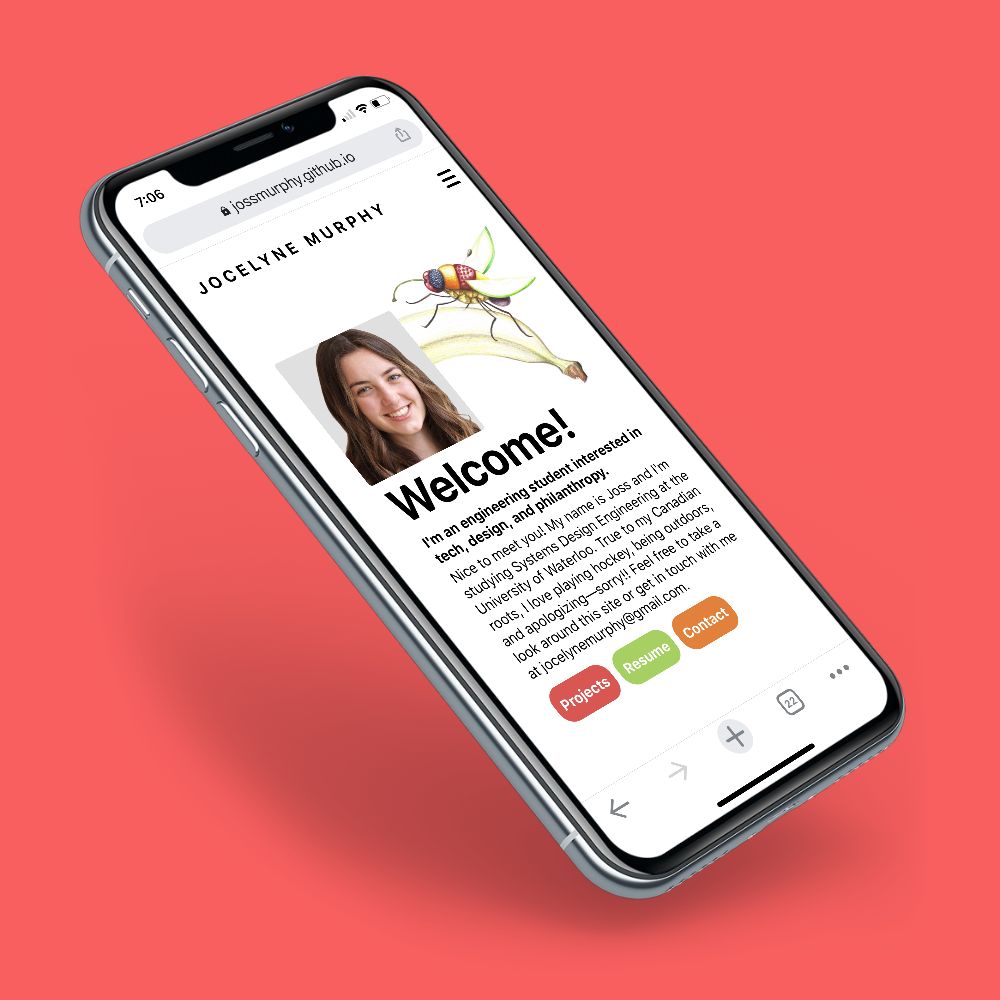 7:06
jossmurphy.github.io
JOCELYNE MURPHY
Welcome!
I'm an engineering student interested in
tech, design, and philanthropy.
Nice to meet you! My name is Joss and I'm
studying Systems Design Engineering at the
University of Waterloo. True to my Canadian
roots, I love playing hockey, being outdoors,
and apologizing—sorry!! Feel free to take a
look around this site or get in touch with me
at jocelynemurphy@gmail.com.
Projects
Resume
Contact
22